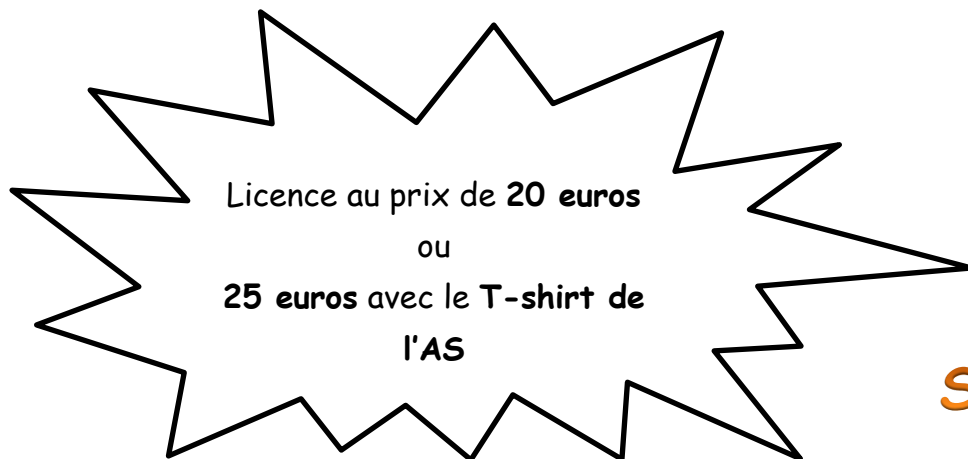 Licence au prix de 20 euros
ou
25 euros avec le T-shirt de
l'AS
S